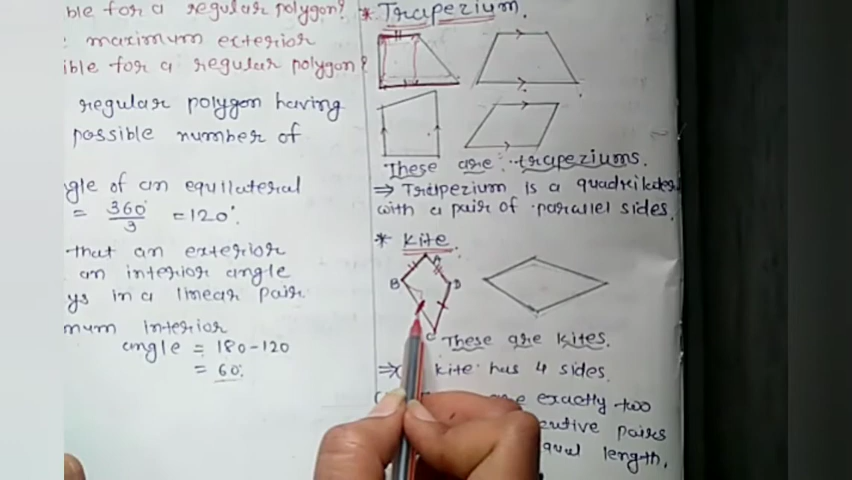 ble for a regular polygon?
maximum exterior
ible for a regular polygon?
regular polygon having
possible number of
gle of an equilateral
= 360°/3 = 120°.
that an exterior
an interior angle
ys in a linear pair
mum interior
angle = 180-120
= 60°.
* Trapezium.
These are trapeziums.
⇒ Trapezium is a quadrilater
with a pair of parallel sides.
* Kite.
A
B D
C
These are kites.
⇒ kite has 4 sides.
are exactly two
utive pairs
qual length.